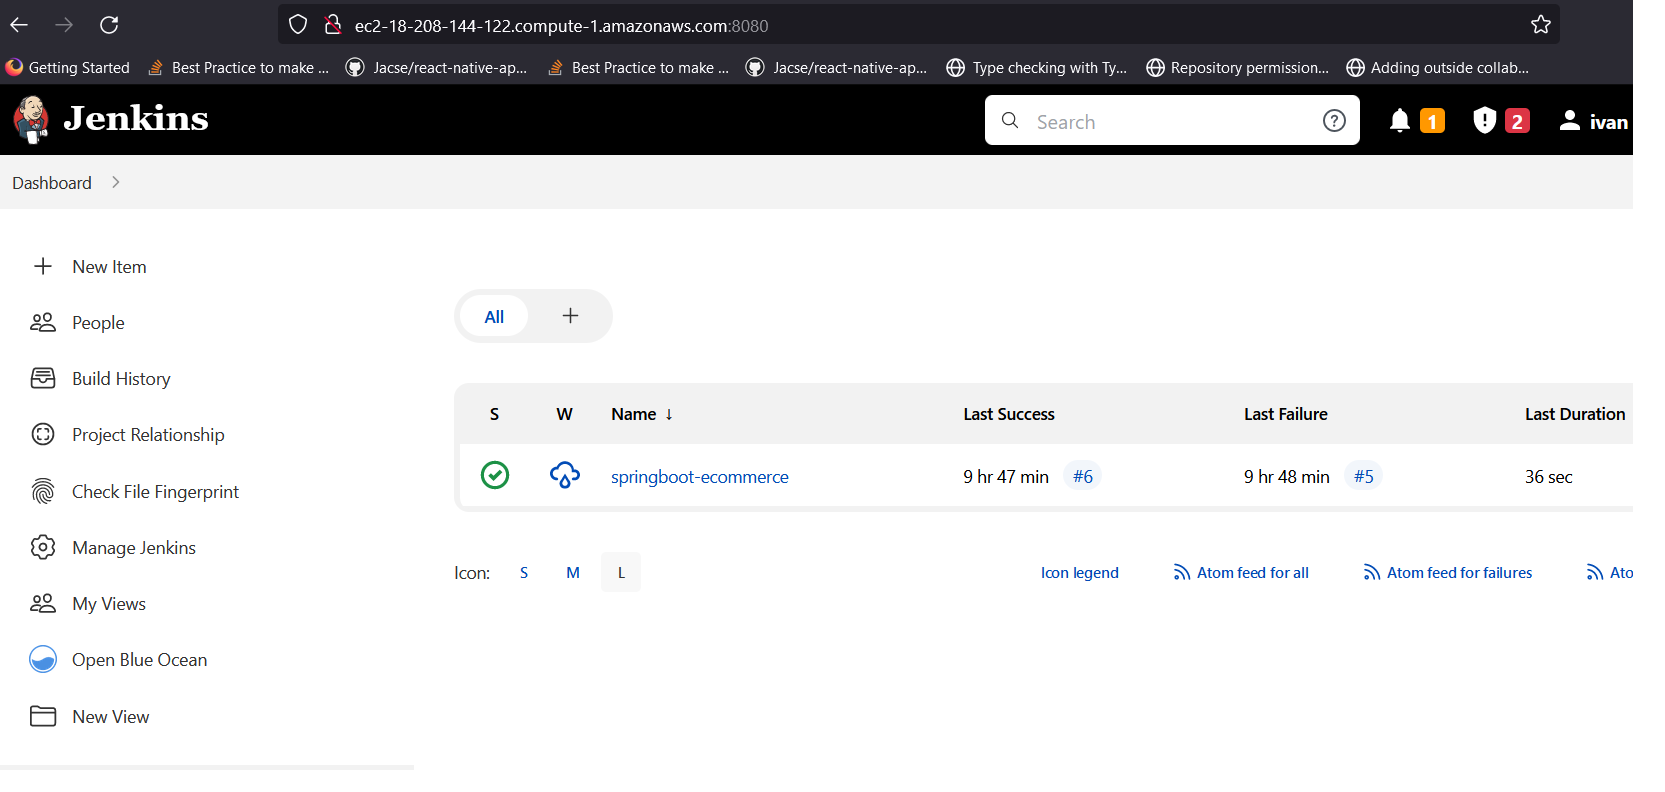 ec2-18-208-144-122.compute-1.amazonaws.com:8080
Getting Started Best Practice to make ... Jacse/react-native-ap... Best Practice to make ... Jacse/react-native-ap... Type checking with Ty... Repository permission... Adding outside collab...
Jenkins Search 1 2 ivan
Dashboard
New Item
People
Build History
Project Relationship
Check File Fingerprint
Manage Jenkins
My Views
Open Blue Ocean
New View
All +
S W Name ↓ Last Success Last Failure Last Duration
springboot-ecommerce 9 hr 47 min #6 9 hr 48 min #5 36 sec
Icon: S M L Icon legend Atom feed for all Atom feed for failures Ato